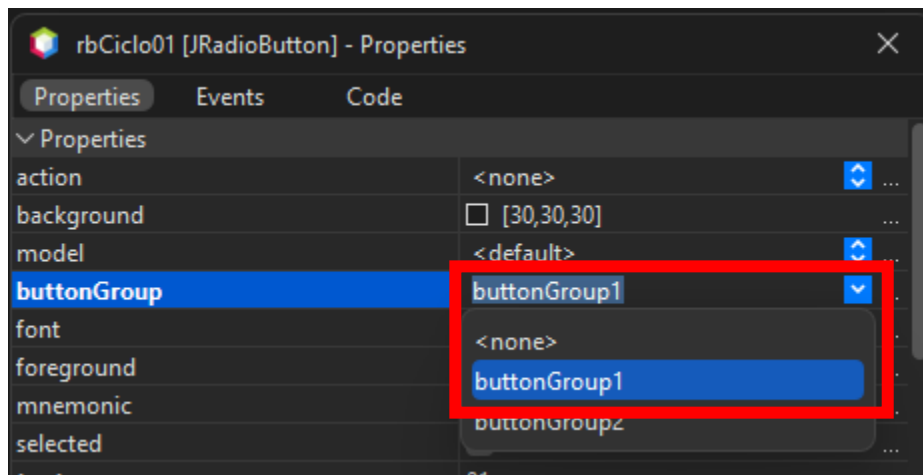 rbCiclo01 [JRadioButton] - Properties
Properties Events Code
Properties
action <none> ...
background [30,30,30] ...
model <default> ...
buttonGroup buttonGroup1
font <none>
foreground buttonGroup1
mnemonic buttonGroup2
selected ...